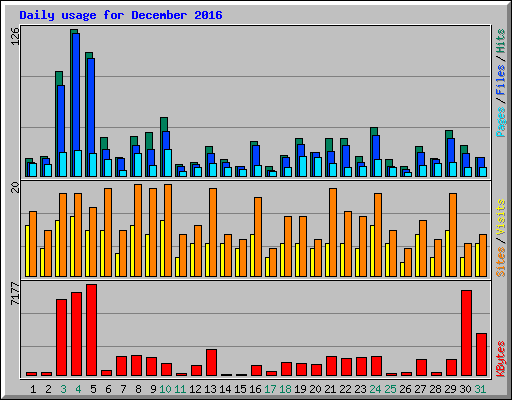 Daily usage for December 2016
126
Pages / Files / Hits
20
Sites / Visits
7177
KBytes
1 2 3 4 5 6 7 8 9 10 11 12 13 14 15 16 17 18 19 20 21 22 23 24 25 26 27 28 29 30 31